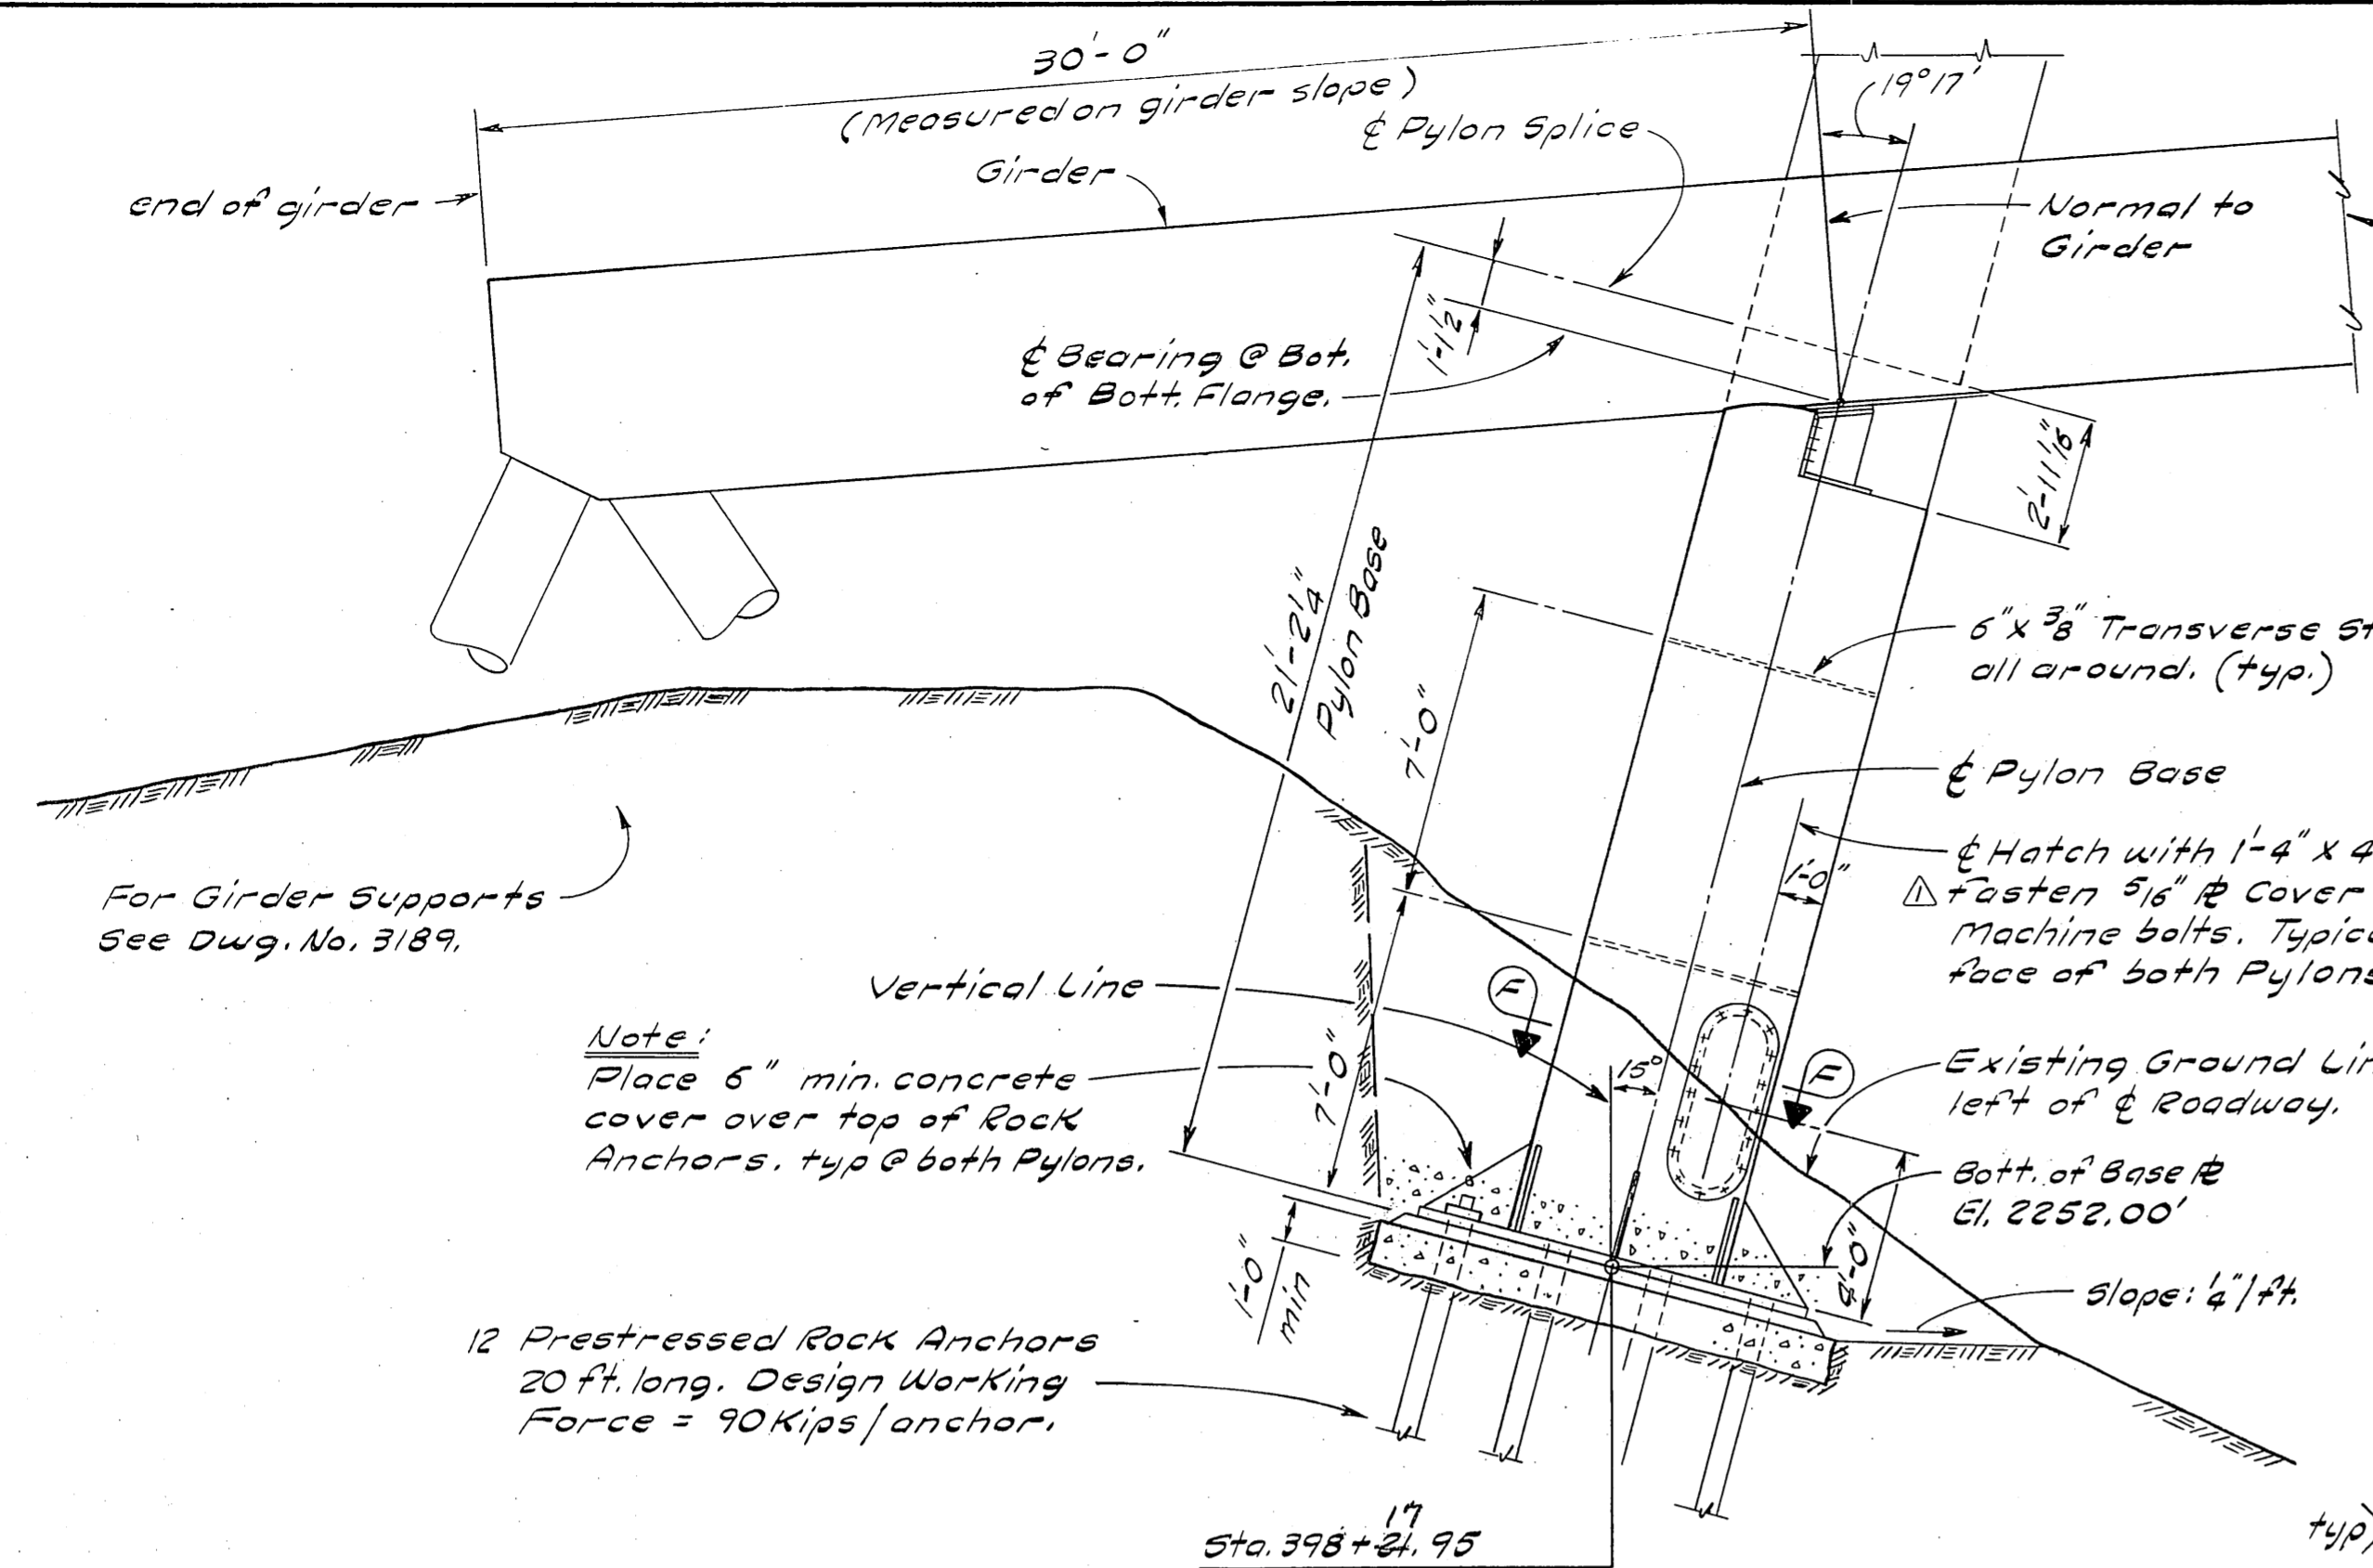 30'-0"
(Measured on girder slope)
19°17'
℄ Pylon Splice
Girder
end of girder
Normal to
Girder
1'-1½"
℄ Bearing @ Bot.
of Bott. Flange.
2'-11 1/16"
21'-2¼"
Pylon Base
7'-0"
6" x 3/8" Transverse St
all around. (typ.)
℄ Pylon Base
℄ Hatch with 1'-4" x 4
1 Fasten 5/16" ⅊ Cover
Machine bolts. Typica
face of both Pylons
1'-0"
For Girder Supports
See Dwg. No. 3189.
Vertical Line
F
Note:
Place 6" min. concrete
cover over top of Rock
Anchors. typ @ both Pylons.
7'-0"
15°
F
Existing Ground Lin
left of ℄ Roadway.
Bott. of Base ⅊
El. 2252.00'
4'-0"
1'-0"
min
Slope: ¼"/ft.
12 Prestressed Rock Anchors
20 ft. long. Design Working
Force = 90 Kips/anchor.
17
Sta. 398+21.95
typ)